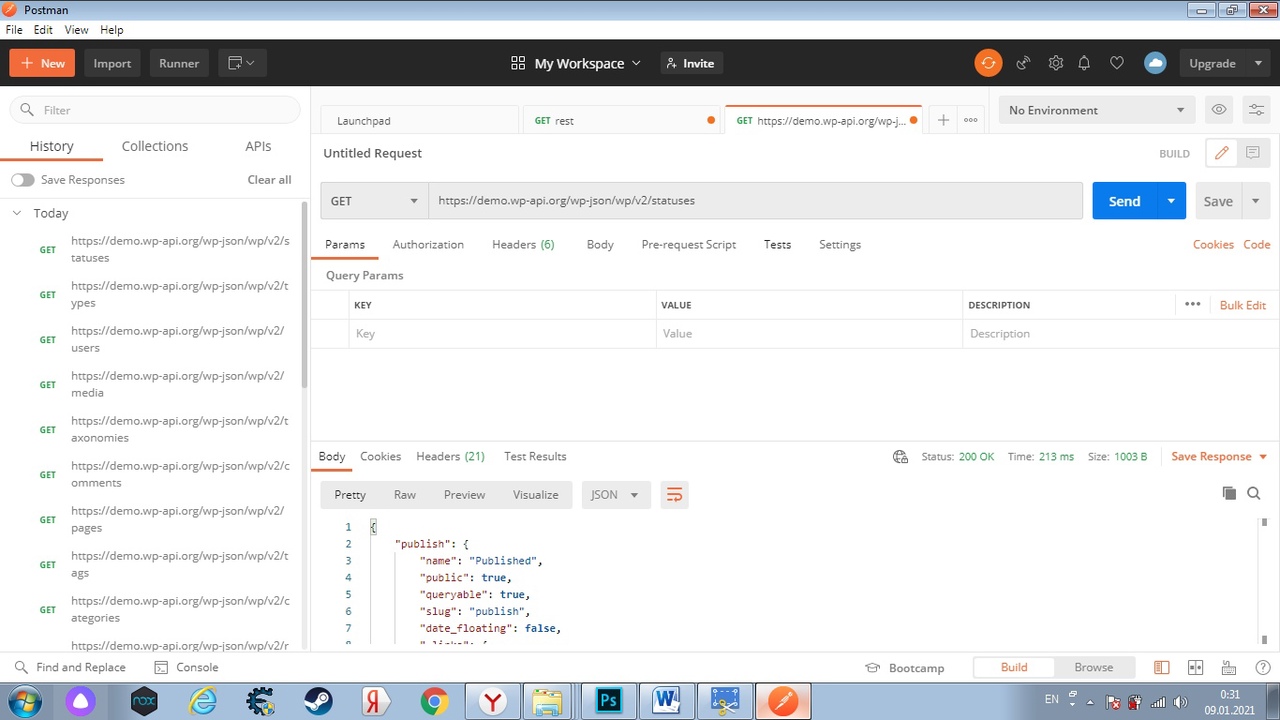 Postman
File Edit View Help
New Import Runner My Workspace Invite Upgrade
Filter
History Collections APIs
Save Responses Clear all
Today
GET https://demo.wp-api.org/wp-json/wp/v2/s
tatuses
GET https://demo.wp-api.org/wp-json/wp/v2/t
ypes
GET https://demo.wp-api.org/wp-json/wp/v2/
users
GET https://demo.wp-api.org/wp-json/wp/v2/
media
GET https://demo.wp-api.org/wp-json/wp/v2/t
axonomies
GET https://demo.wp-api.org/wp-json/wp/v2/c
omments
GET https://demo.wp-api.org/wp-json/wp/v2/
pages
GET https://demo.wp-api.org/wp-json/wp/v2/t
ags
GET https://demo.wp-api.org/wp-json/wp/v2/c
ategories
https://demo.wp-api.org/wp-json/wp/v2/r
Launchpad GET rest GET https://demo.wp-api.org/wp-j... No Environment
Untitled Request BUILD
GET https://demo.wp-api.org/wp-json/wp/v2/statuses Send Save
Params Authorization Headers (6) Body Pre-request Script Tests Settings Cookies Code
Query Params
KEY VALUE DESCRIPTION Bulk Edit
Key Value Description
Body Cookies Headers (21) Test Results Status: 200 OK Time: 213 ms Size: 1003 B Save Response
Pretty Raw Preview Visualize JSON
1 {
2 "publish": {
3 "name": "Published",
4 "public": true,
5 "queryable": true,
6 "slug": "publish",
7 "date_floating": false,
8 "_links": {
Find and Replace Console Bootcamp Build Browse
nox Я Y Ps W EN 0:31
09.01.2021